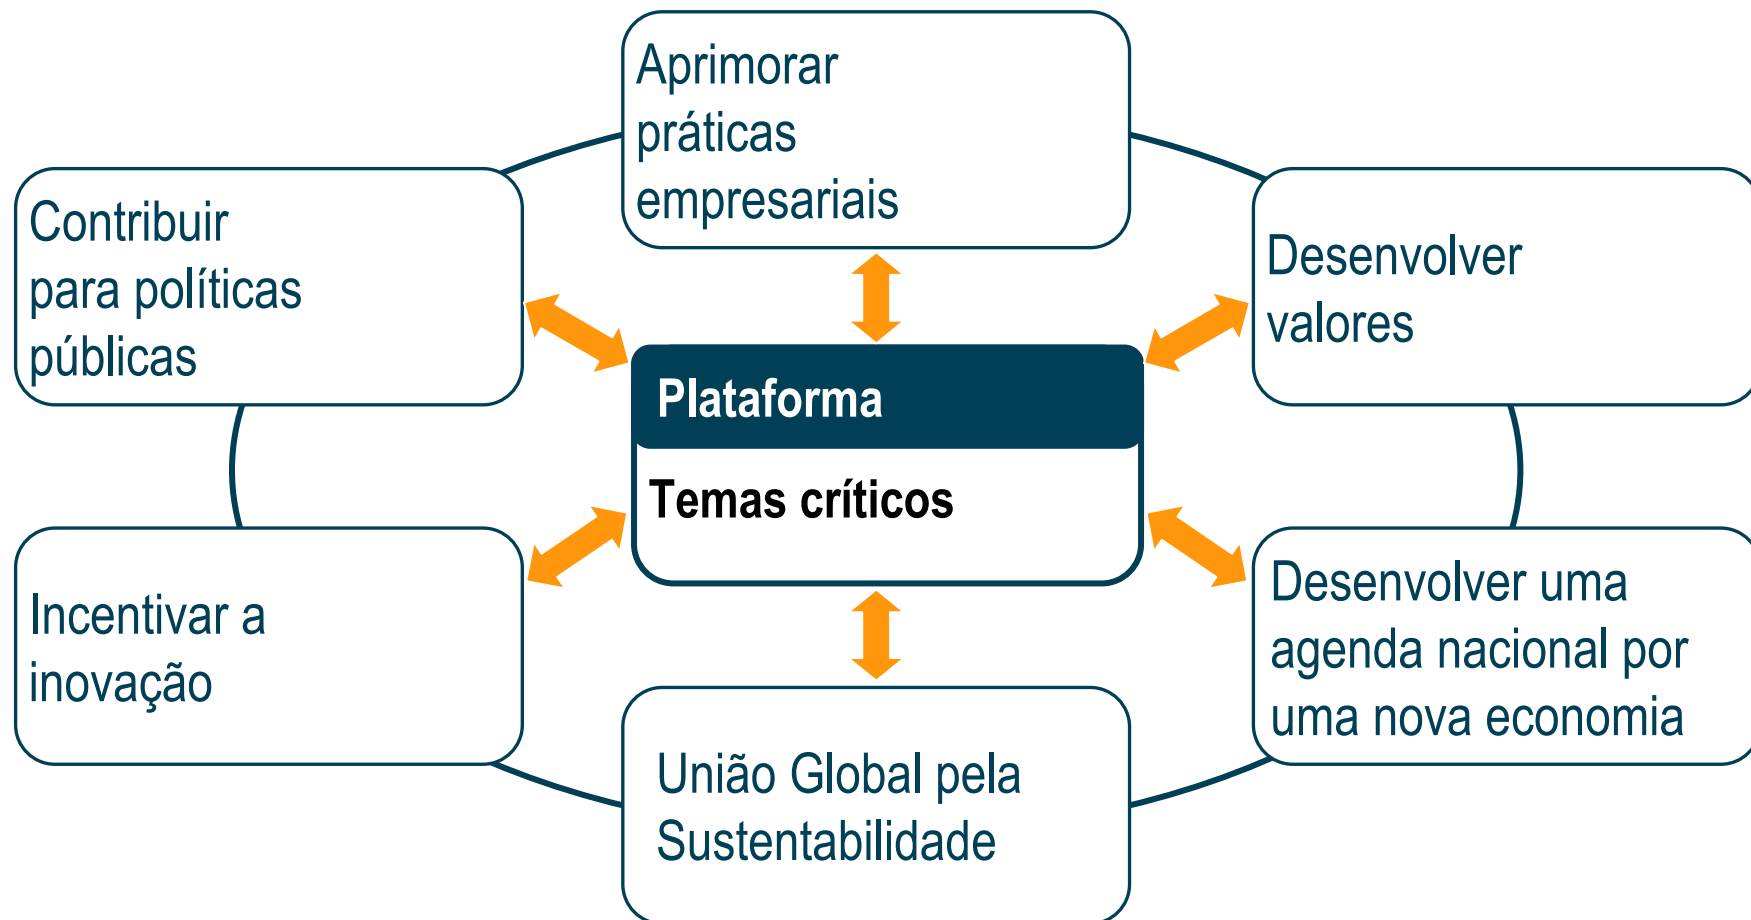 Aprimorar
práticas
empresariais
Contribuir
para políticas
públicas
Desenvolver
valores
Plataforma
Temas críticos
Incentivar a
inovação
Desenvolver uma
agenda nacional por
uma nova economia
União Global pela
Sustentabilidade